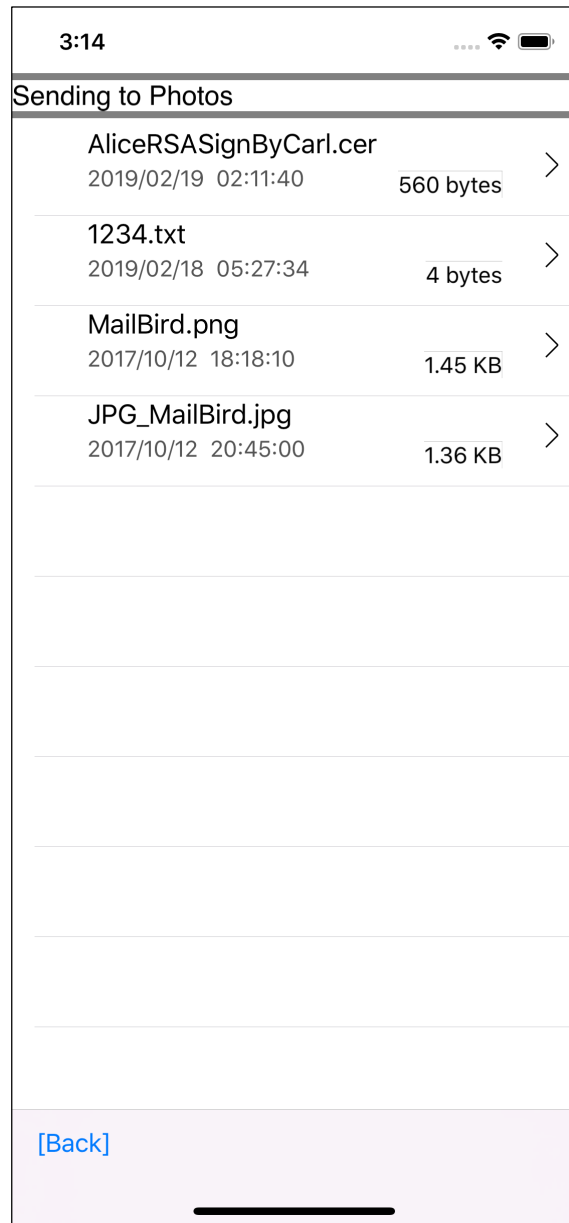 3:14
Sending to Photos
AliceRSASignByCarl.cer
2019/02/19 02:11:40 560 bytes
1234.txt
2019/02/18 05:27:34 4 bytes
MailBird.png
2017/10/12 18:18:10 1.45 KB
JPG_MailBird.jpg
2017/10/12 20:45:00 1.36 KB
[Back]